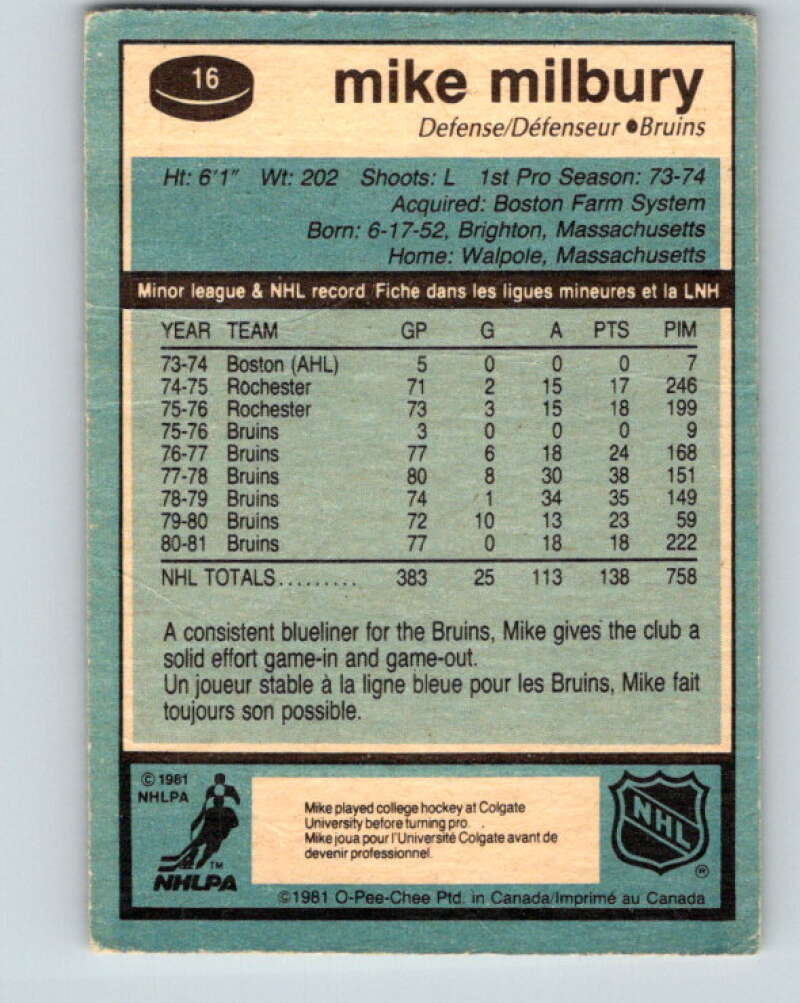 16
mike milbury
Defense/Défenseur ●Bruins
Ht: 6'1" Wt: 202 Shoots: L 1st Pro Season: 73-74
Acquired: Boston Farm System
Born: 6-17-52, Brighton, Massachusetts
Home: Walpole, Massachusetts
Minor league & NHL record Fiche dans les ligues mineures et la LNH
YEAR TEAM GP G A PTS PIM
73-74 Boston (AHL) 5 0 0 0 7
74-75 Rochester 71 2 15 17 246
75-76 Rochester 73 3 15 18 199
75-76 Bruins 3 0 0 0 9
76-77 Bruins 77 6 18 24 168
77-78 Bruins 80 8 30 38 151
78-79 Bruins 74 1 34 35 149
79-80 Bruins 72 10 13 23 59
80-81 Bruins 77 0 18 18 222
NHL TOTALS......... 383 25 113 138 758
A consistent blueliner for the Bruins, Mike gives the club a
solid effort game-in and game-out.
Un joueur stable à la ligne bleue pour les Bruins, Mike fait
toujours son possible.
© 1981
NHLPA
TM
NHLPA
Mike played college hockey at Colgate
University before turning pro.
Mike joua pour l'Université Colgate avant de
devenir professionnel.
NHL
®
©1981 O-Pee-Chee Ptd. in Canada/Imprimé au Canada